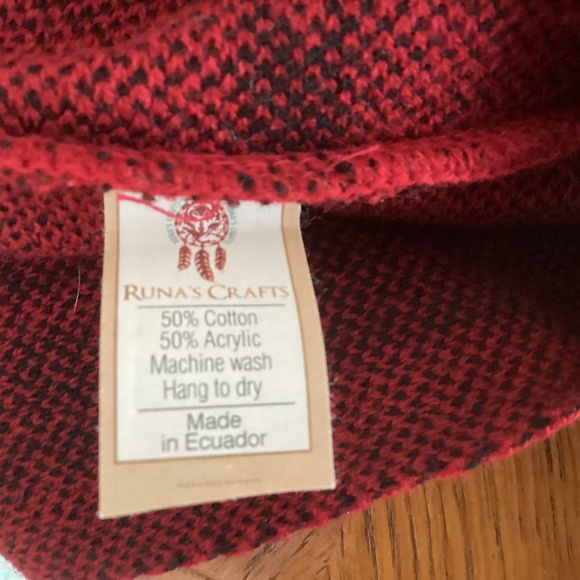 RUNA'S CRAFTS
50% Cotton
50% Acrylic
Machine wash
Hang to dry
Made
in Ecuador